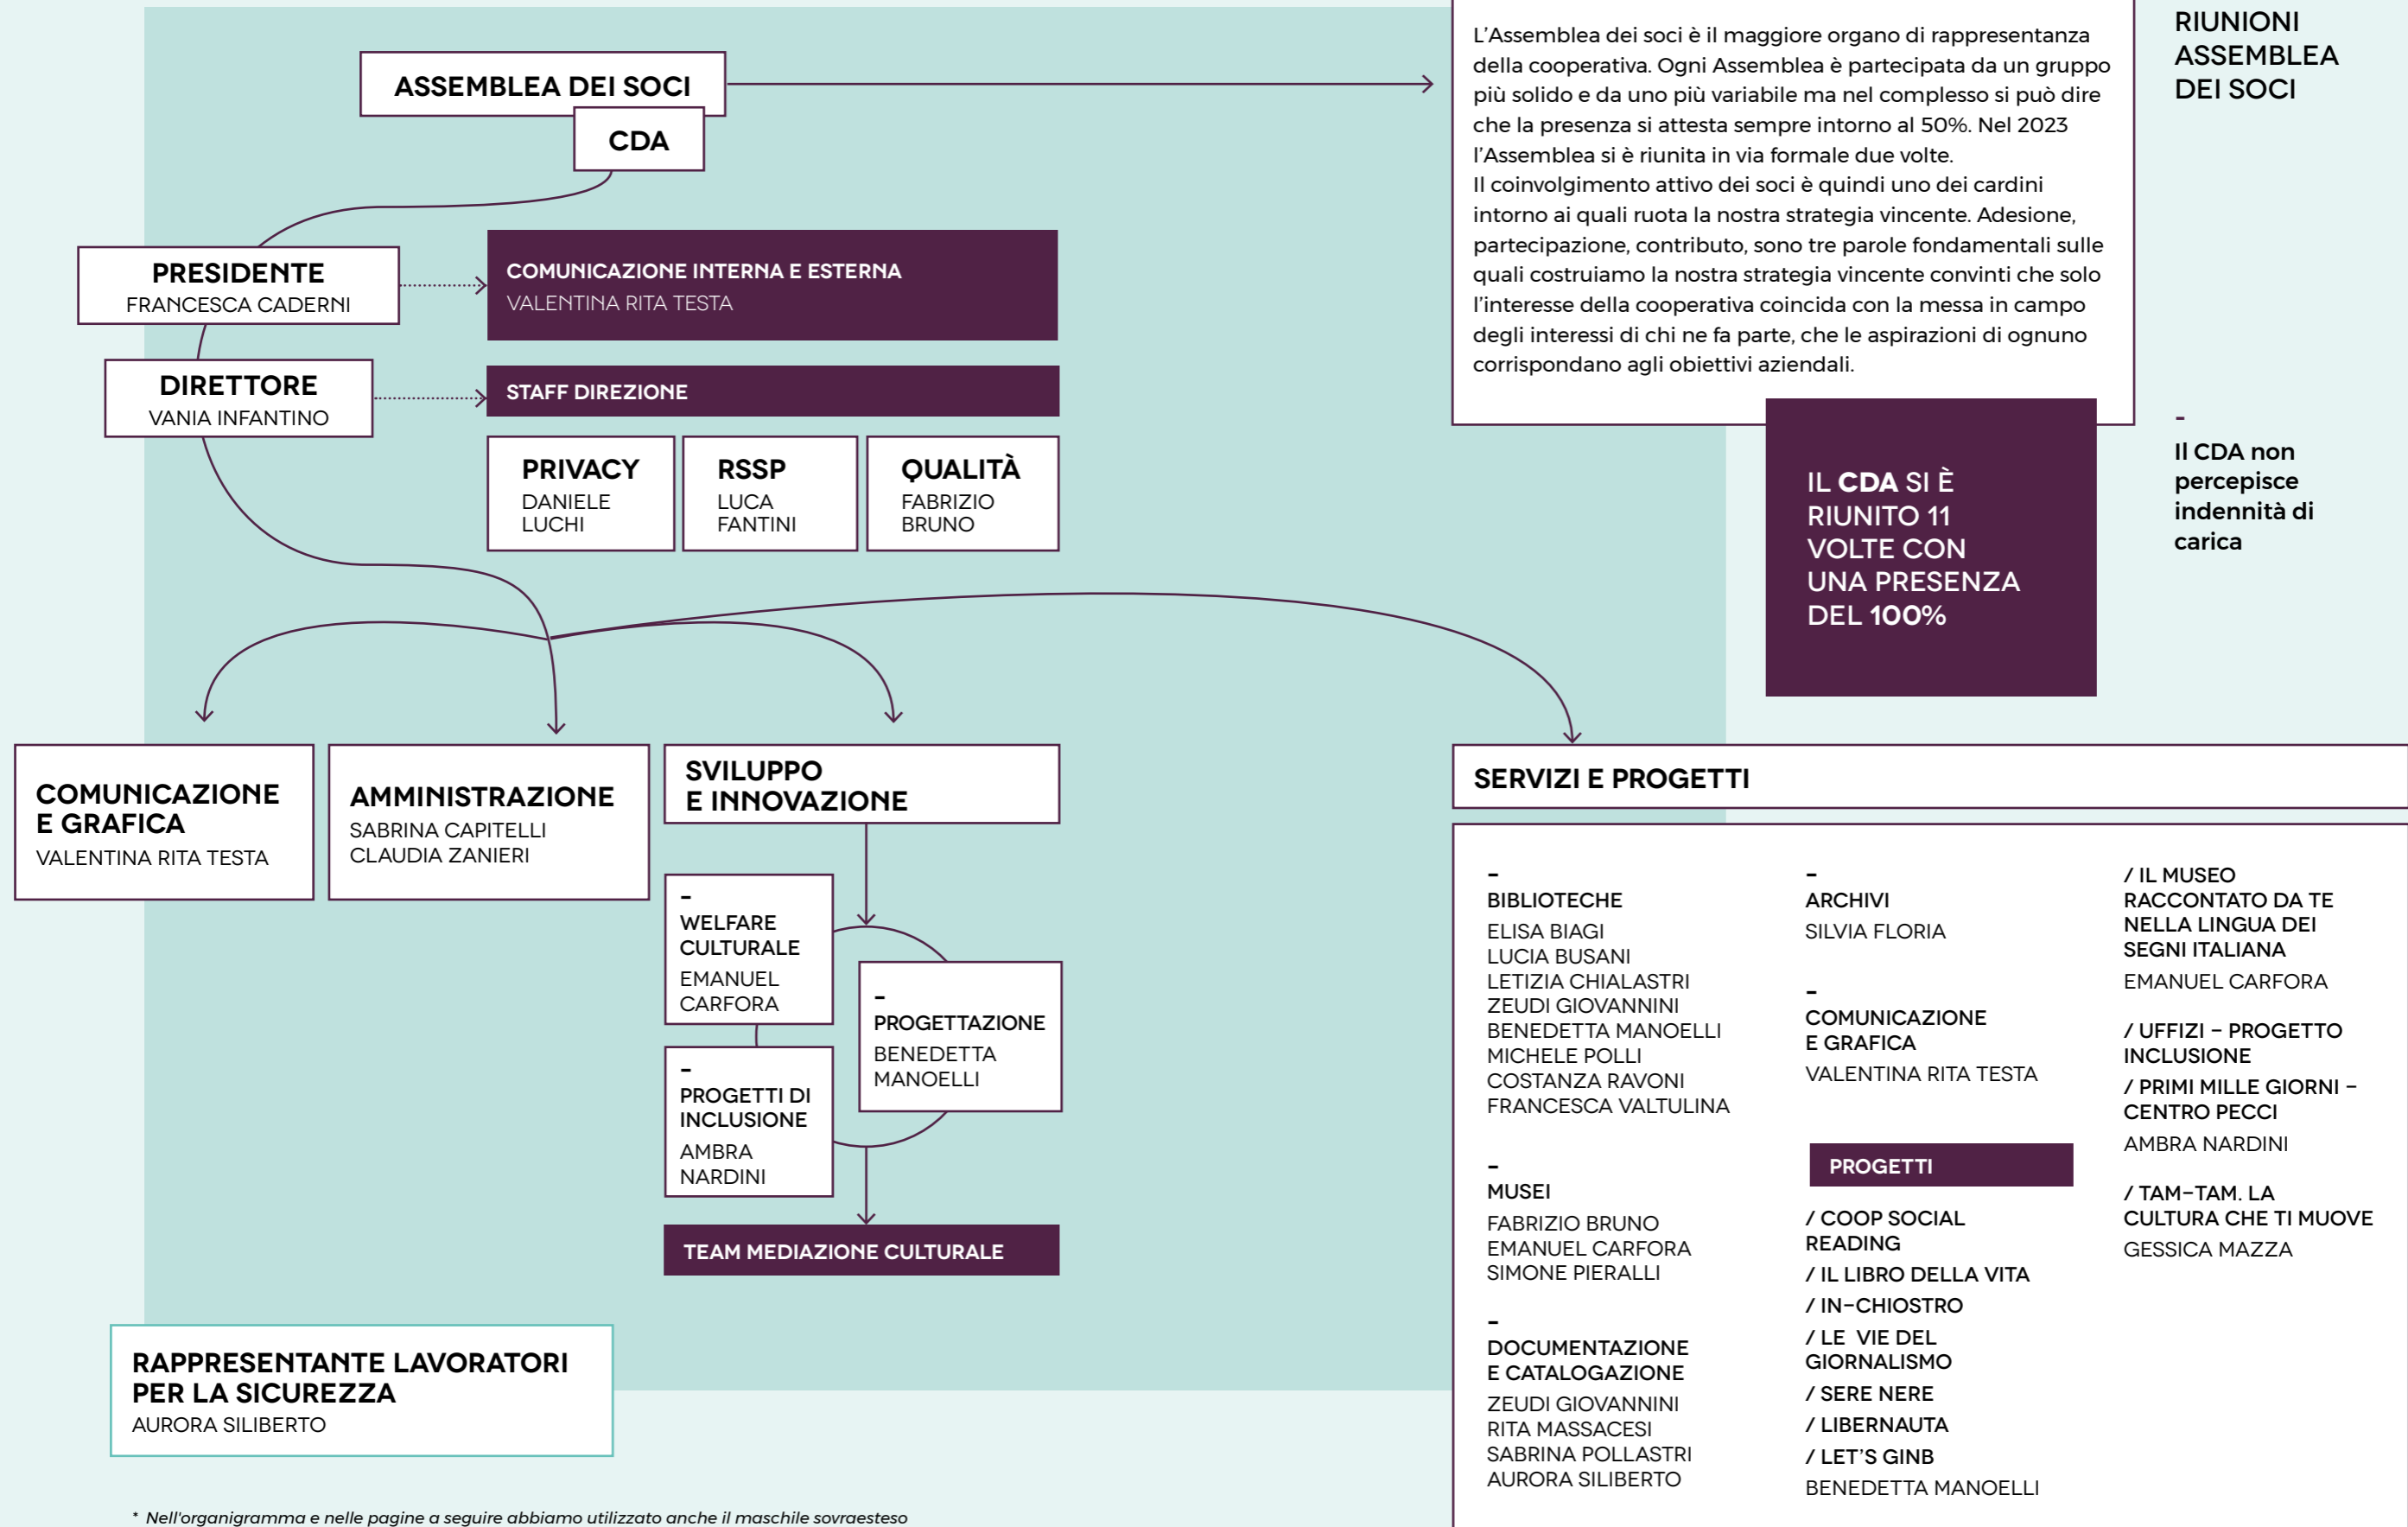 ASSEMBLEA DEI SOCI
CDA
L'Assemblea dei soci è il maggiore organo di rappresentanza
della cooperativa. Ogni Assemblea è partecipata da un gruppo
più solido e da uno più variabile ma nel complesso si può dire
che la presenza si attesta sempre intorno al 50%. Nel 2023
l'Assemblea si è riunita in via formale due volte.
Il coinvolgimento attivo dei soci è quindi uno dei cardini
intorno ai quali ruota la nostra strategia vincente. Adesione,
partecipazione, contributo, sono tre parole fondamentali sulle
quali costruiamo la nostra strategia vincente convinti che solo
l'interesse della cooperativa coincida con la messa in campo
degli interessi di chi ne fa parte, che le aspirazioni di ognuno
corrispondano agli obiettivi aziendali.
RIUNIONI
ASSEMBLEA
DEI SOCI
PRESIDENTE
FRANCESCA CADERNI
COMUNICAZIONE INTERNA E ESTERNA
VALENTINA RITA TESTA
DIRETTORE
VANIA INFANTINO
STAFF DIREZIONE
PRIVACY
DANIELE
LUCHI
RSSP
LUCA
FANTINI
QUALITÀ
FABRIZIO
BRUNO
IL CDA SI È
RIUNITO 11
VOLTE CON
UNA PRESENZA
DEL 100%
-
Il CDA non
percepisce
indennità di
carica
COMUNICAZIONE
E GRAFICA
VALENTINA RITA TESTA
AMMINISTRAZIONE
SABRINA CAPITELLI
CLAUDIA ZANIERI
SVILUPPO
E INNOVAZIONE
-
WELFARE
CULTURALE
EMANUEL
CARFORA
-
PROGETTAZIONE
BENEDETTA
MANOELLI
-
PROGETTI DI
INCLUSIONE
AMBRA
NARDINI
TEAM MEDIAZIONE CULTURALE
SERVIZI E PROGETTI
-
BIBLIOTECHE
ELISA BIAGI
LUCIA BUSANI
LETIZIA CHIALASTRI
ZEUDI GIOVANNINI
BENEDETTA MANOELLI
MICHELE POLLI
COSTANZA RAVONI
FRANCESCA VALTULINA
-
MUSEI
FABRIZIO BRUNO
EMANUEL CARFORA
SIMONE PIERALLI
-
DOCUMENTAZIONE
E CATALOGAZIONE
ZEUDI GIOVANNINI
RITA MASSACESI
SABRINA POLLASTRI
AURORA SILIBERTO
-
ARCHIVI
SILVIA FLORIA
-
COMUNICAZIONE
E GRAFICA
VALENTINA RITA TESTA
PROGETTI
/ COOP SOCIAL
READING
/ IL LIBRO DELLA VITA
/ IN-CHIOSTRO
/ LE VIE DEL
GIORNALISMO
/ SERE NERE
/ LIBERNAUTA
/ LET'S GINB
BENEDETTA MANOELLI
/ IL MUSEO
RACCONTATO DA TE
NELLA LINGUA DEI
SEGNI ITALIANA
EMANUEL CARFORA
/ UFFIZI - PROGETTO
INCLUSIONE
/ PRIMI MILLE GIORNI -
CENTRO PECCI
AMBRA NARDINI
/ TAM-TAM. LA
CULTURA CHE TI MUOVE
GESSICA MAZZA
RAPPRESENTANTE LAVORATORI
PER LA SICUREZZA
AURORA SILIBERTO
* Nell'organigramma e nelle pagine a seguire abbiamo utilizzato anche il maschile sovraesteso